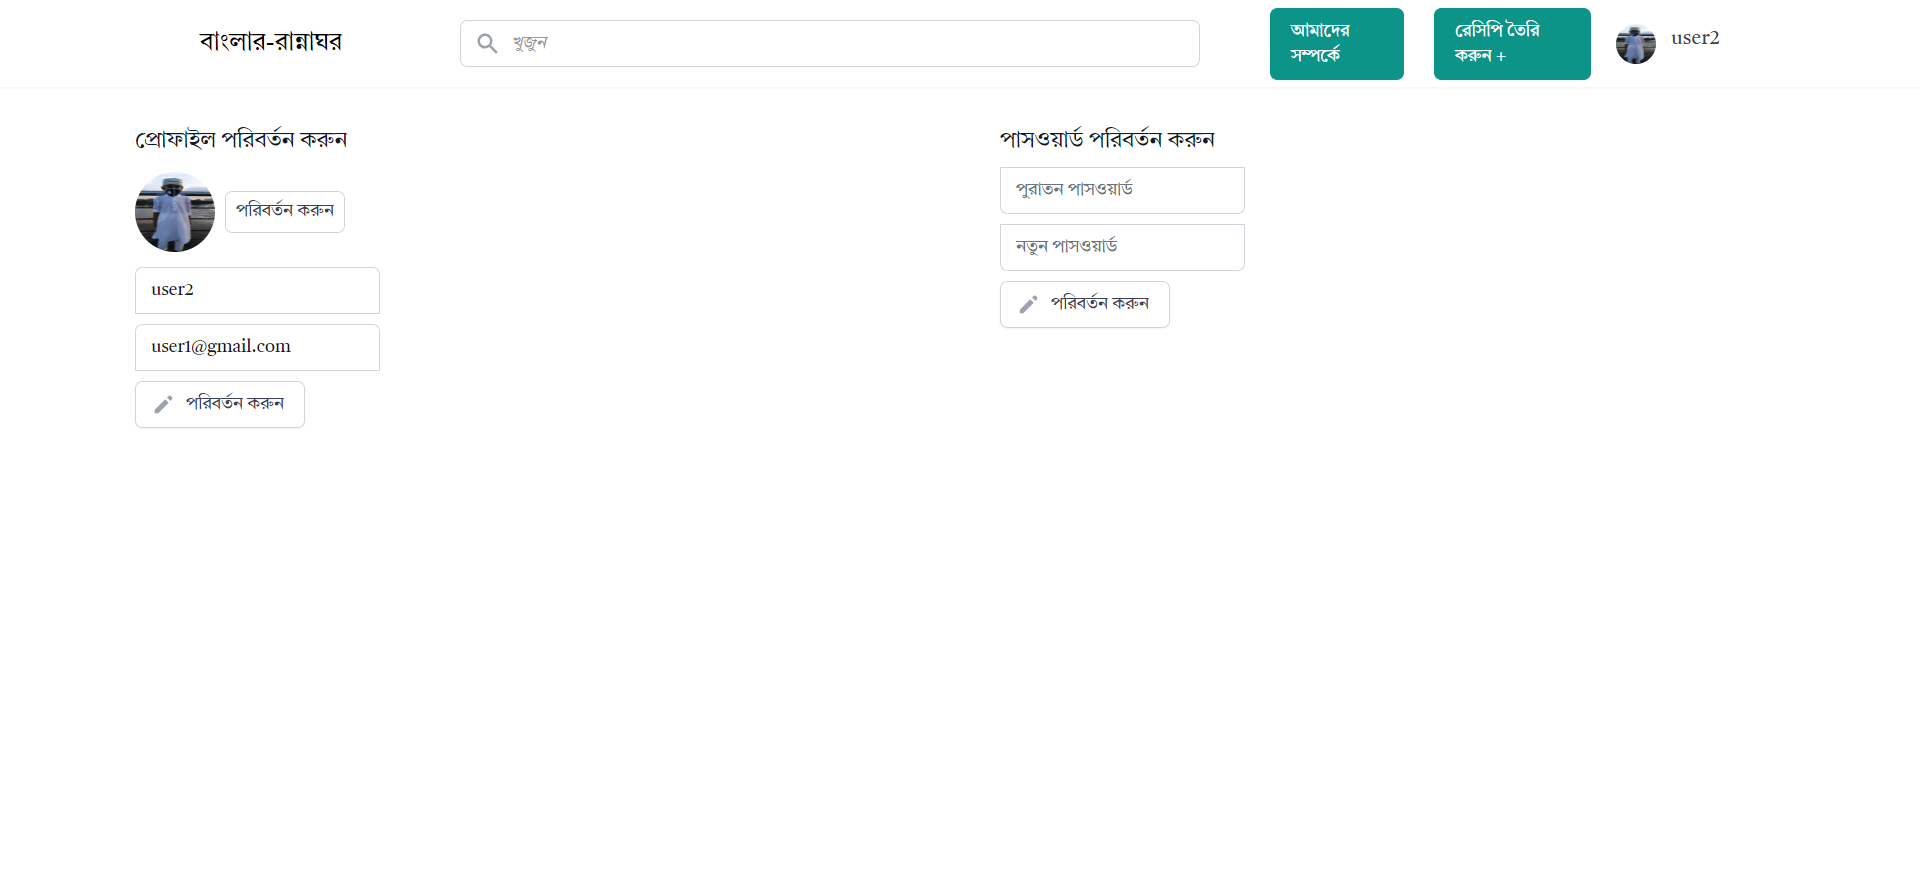 বাংলার-রান্নাঘর
খুজুন
আমাদের
সম্পর্কে
রেসিপি তৈরি
করুন +
user2
প্রোফাইল পরিবর্তন করুন
পরিবর্তন করুন
user2
user1@gmail.com
পরিবর্তন করুন
পাসওয়ার্ড পরিবর্তন করুন
পুরাতন পাসওয়ার্ড
নতুন পাসওয়ার্ড
পরিবর্তন করুন